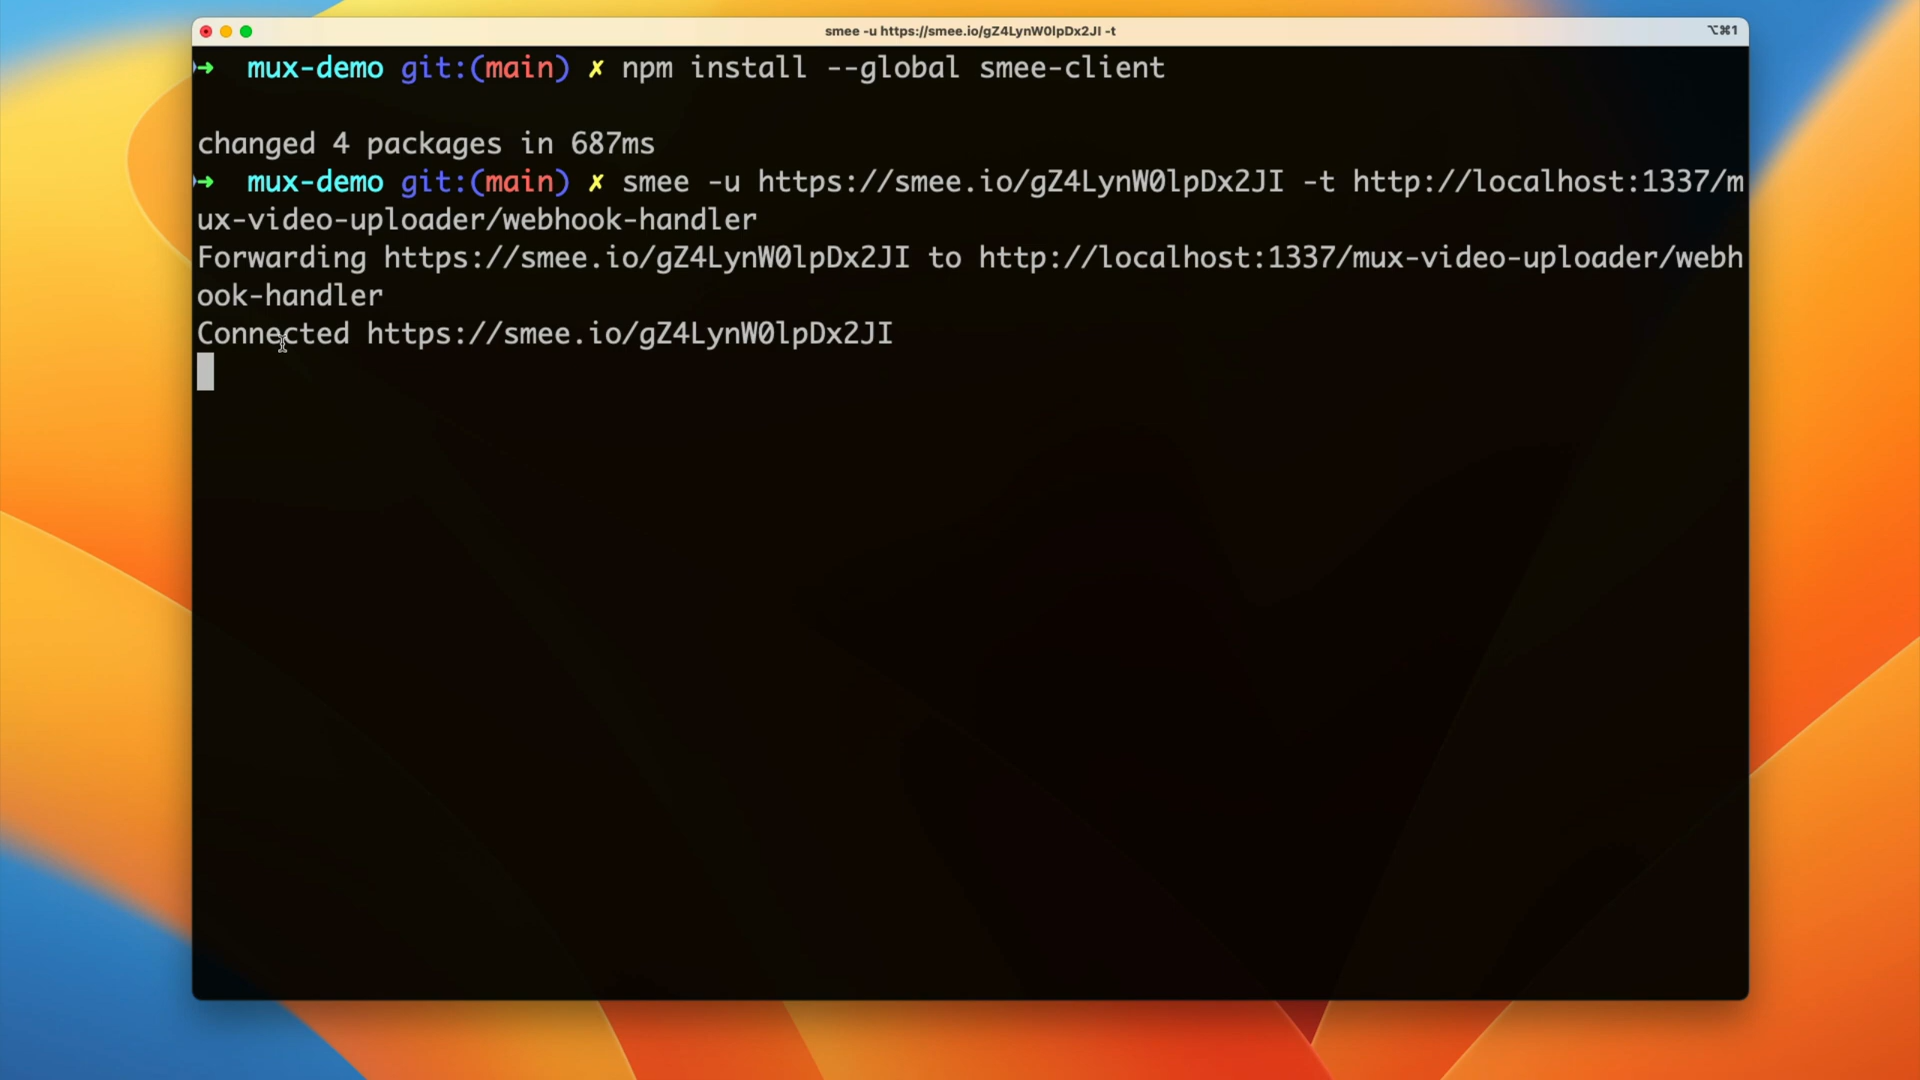 smee -u https://smee.io/gZ4LynW0lpDx2JI -t
⌥⌘1
➜ mux-demo git:(main) ✗ npm install --global smee-client
changed 4 packages in 687ms
➜ mux-demo git:(main) ✗ smee -u https://smee.io/gZ4LynW0lpDx2JI -t http://localhost:1337/m
ux-video-uploader/webhook-handler
Forwarding https://smee.io/gZ4LynW0lpDx2JI to http://localhost:1337/mux-video-uploader/webh
ook-handler
Connected https://smee.io/gZ4LynW0lpDx2JI